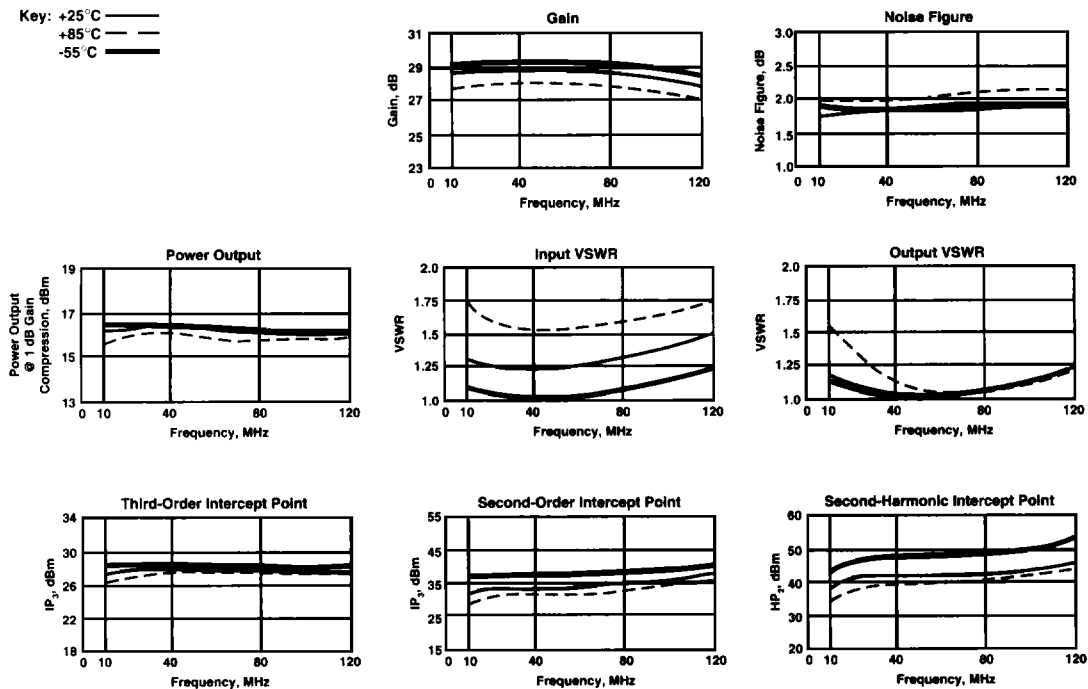 Key: +25°C
+85°C
-55°C
Gain
31
29
27
25
23
Gain, dB
0 10 40 80 120
Frequency, MHz
Noise Figure
3.0
2.5
2.0
1.5
1.0
Noise Figure, dB
0 10 40 80 120
Frequency, MHz
Power Output
19
17
15
13
Power Output
@ 1 dB Gain
Compression, dBm
0 10 40 80 120
Frequency, MHz
Input VSWR
2.0
1.75
1.5
1.25
1.0
VSWR
0 10 40 80 120
Frequency, MHz
Output VSWR
2.0
1.75
1.5
1.25
1.0
VSWR
0 10 40 80 120
Frequency, MHz
Third-Order Intercept Point
34
30
26
22
18
IP3, dBm
0 10 40 80 120
Frequency, MHz
Second-Order Intercept Point
55
45
35
25
15
IP3, dBm
0 10 40 80 120
Frequency, MHz
Second-Harmonic Intercept Point
60
50
40
30
20
HP2, dBm
0 10 40 80 120
Frequency, MHz